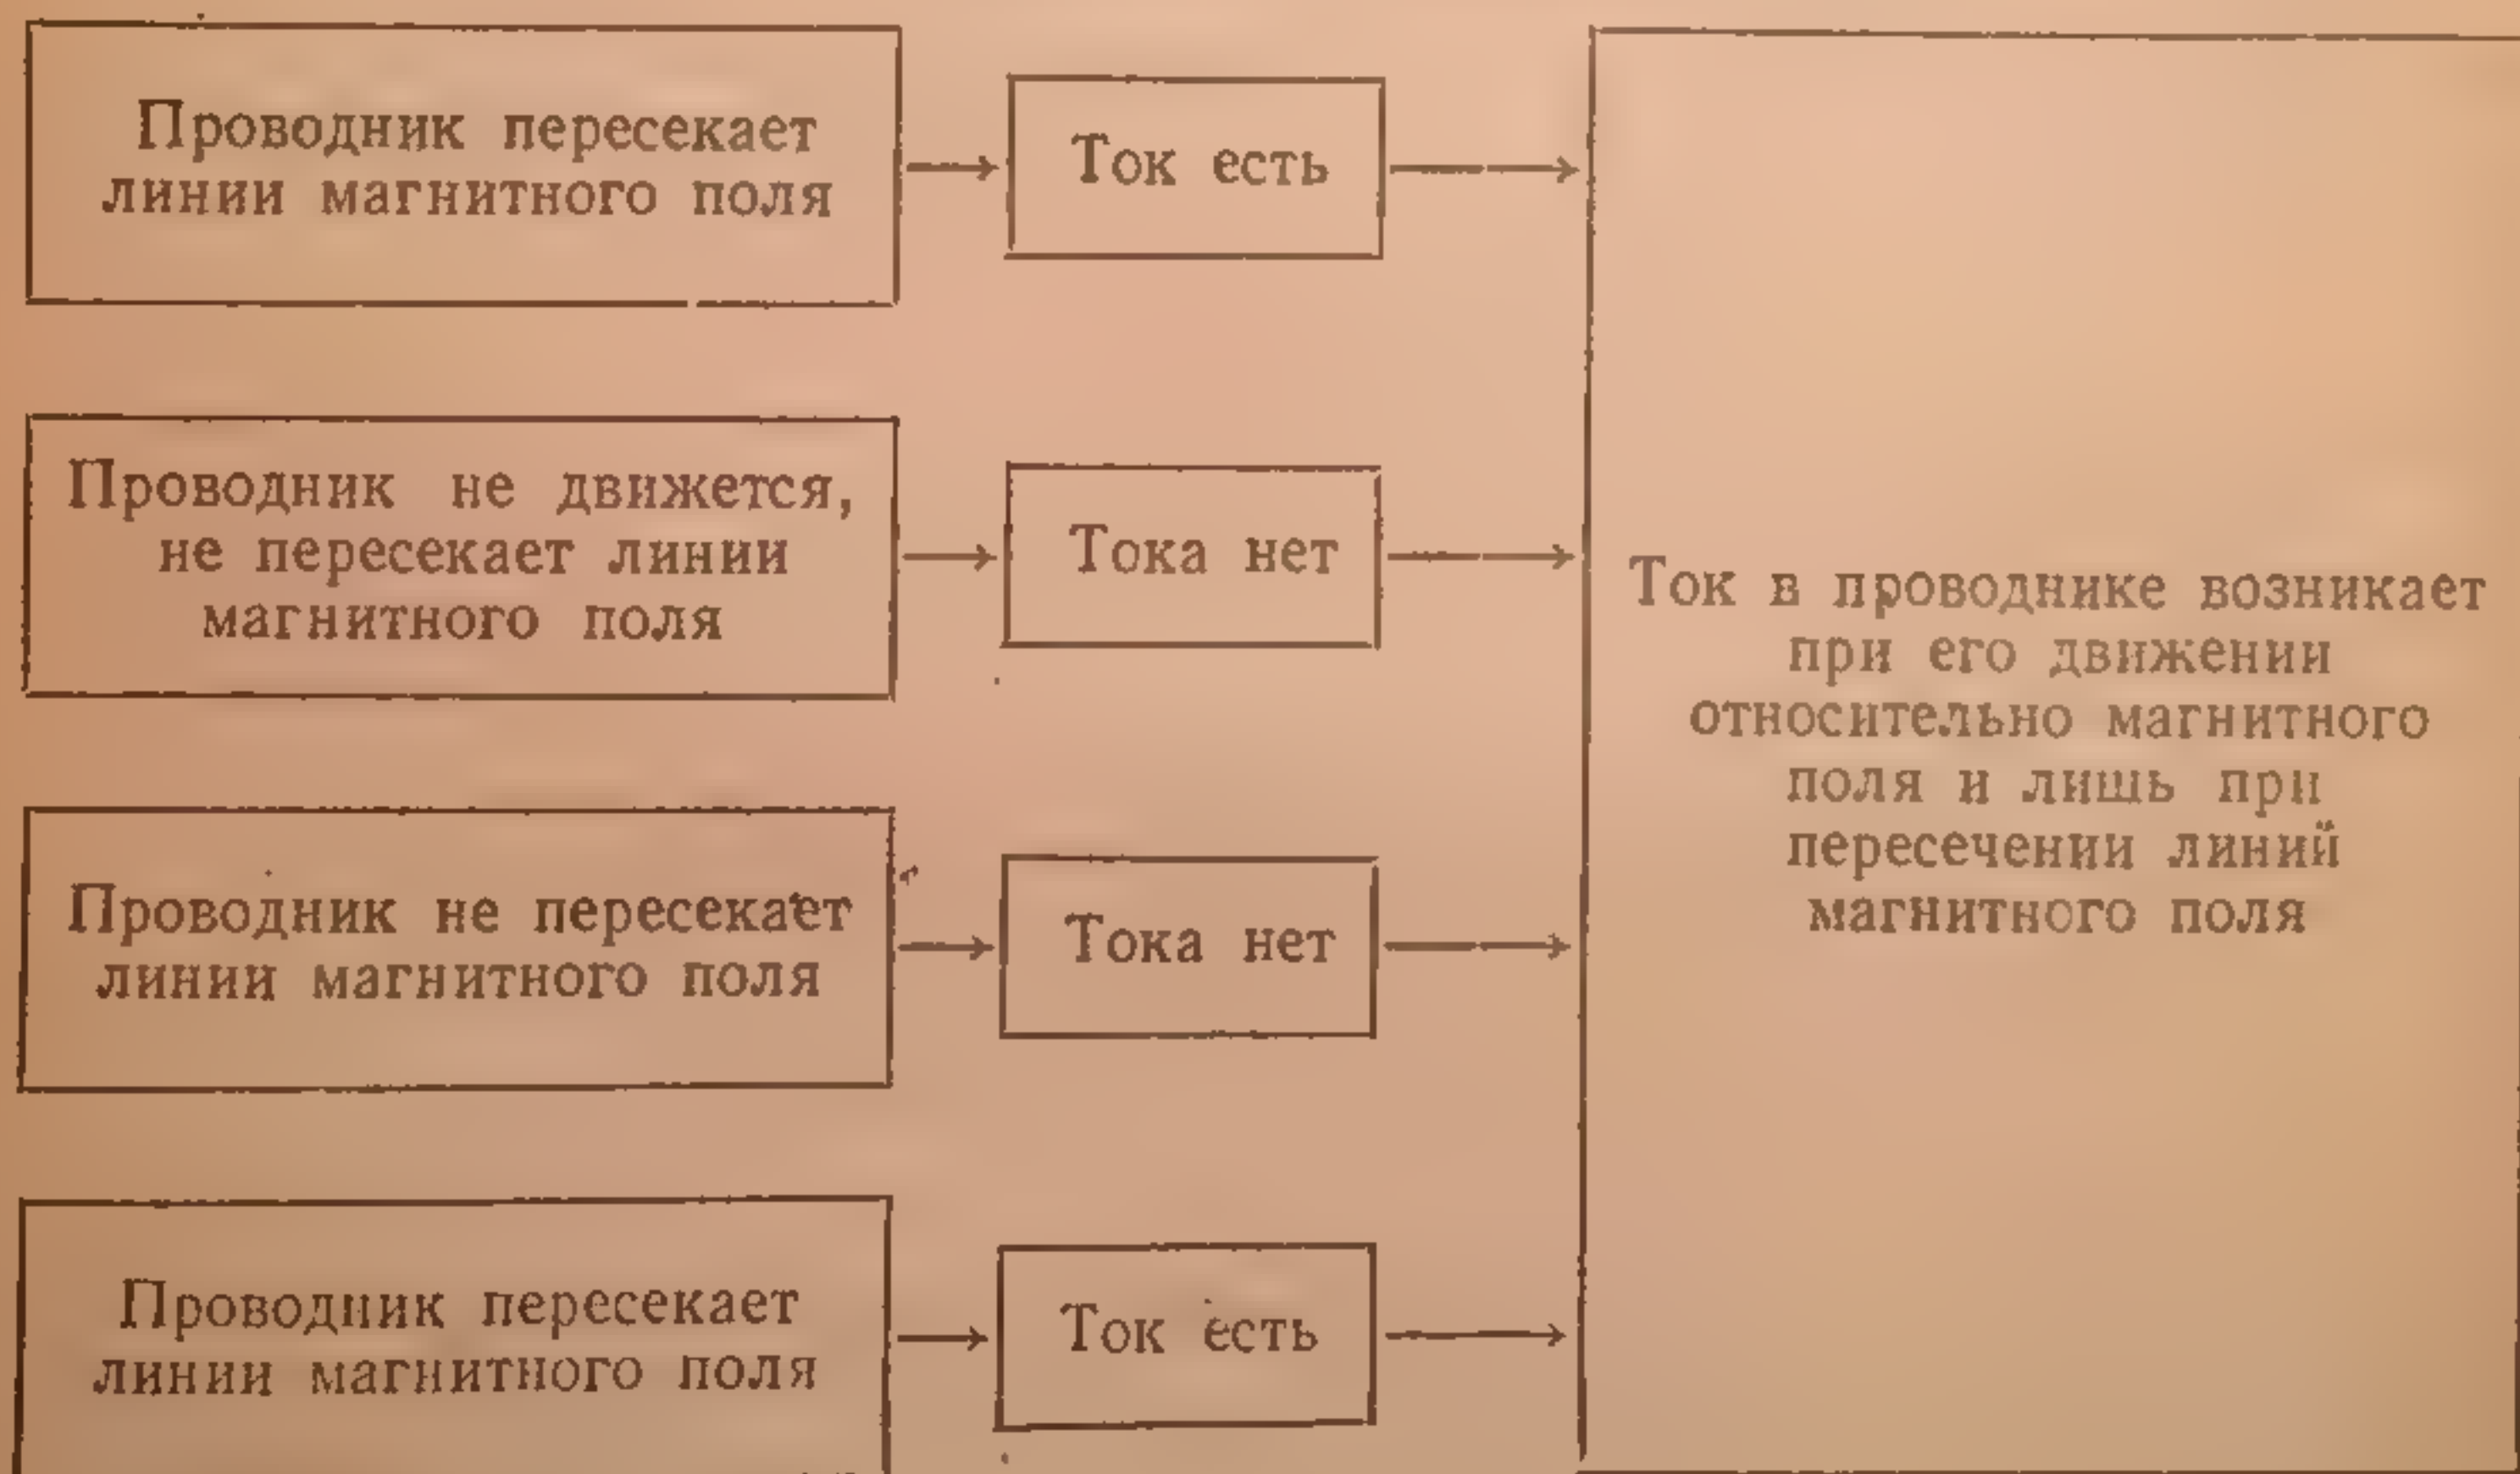 Проводник пересекает
линии магнитного поля
Ток есть
Проводник не движется,
не пересекает линии
магнитного поля
Тока нет
Проводник не пересекает
линии магнитного поля
Тока нет
Проводник пересекает
линии магнитного поля
Ток есть
Ток в проводнике возникает
при его движении
относительно магнитного
поля и лишь при
пересечении линий
магнитного поля